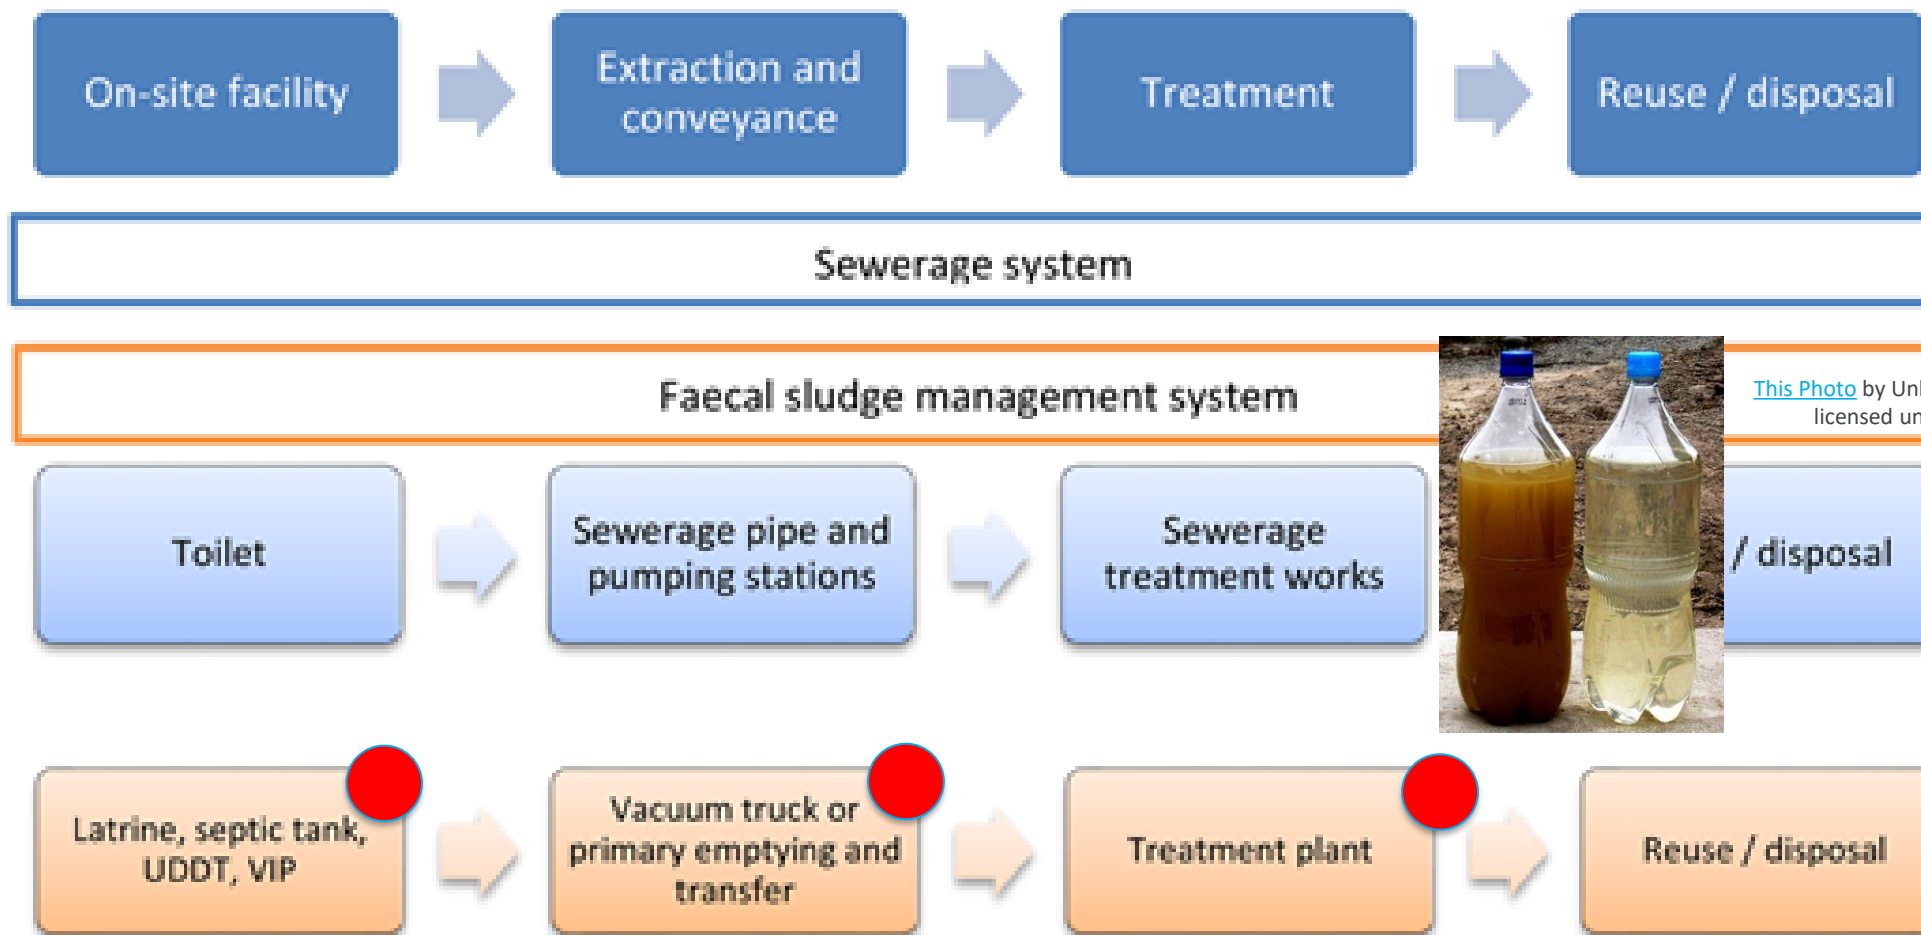 On-site facility
Extraction and
conveyance
Treatment
Reuse / disposal
Sewerage system
Faecal sludge management system
This Photo by
licensed
Toilet
Sewerage pipe and
pumping stations
Sewerage
treatment works
/ disposal
Latrine, septic tank,
UDDT, VIP
Vacuum truck or
primary emptying and
transfer
Treatment plant
Reuse / disposal